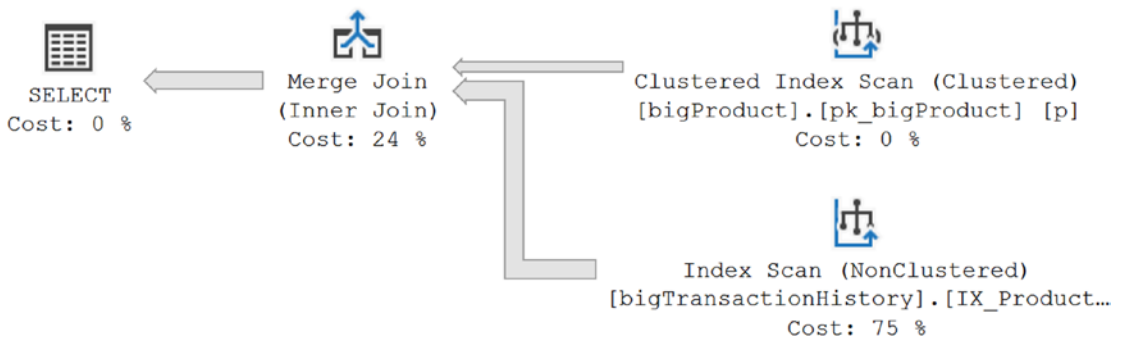 SELECT
Cost: 0 %
Merge Join
(Inner Join)
Cost: 24 %
Clustered Index Scan (Clustered)
[bigProduct].[pk_bigProduct] [p]
Cost: 0 %
Index Scan (NonClustered)
[bigTransactionHistory].[IX_Product…
Cost: 75 %